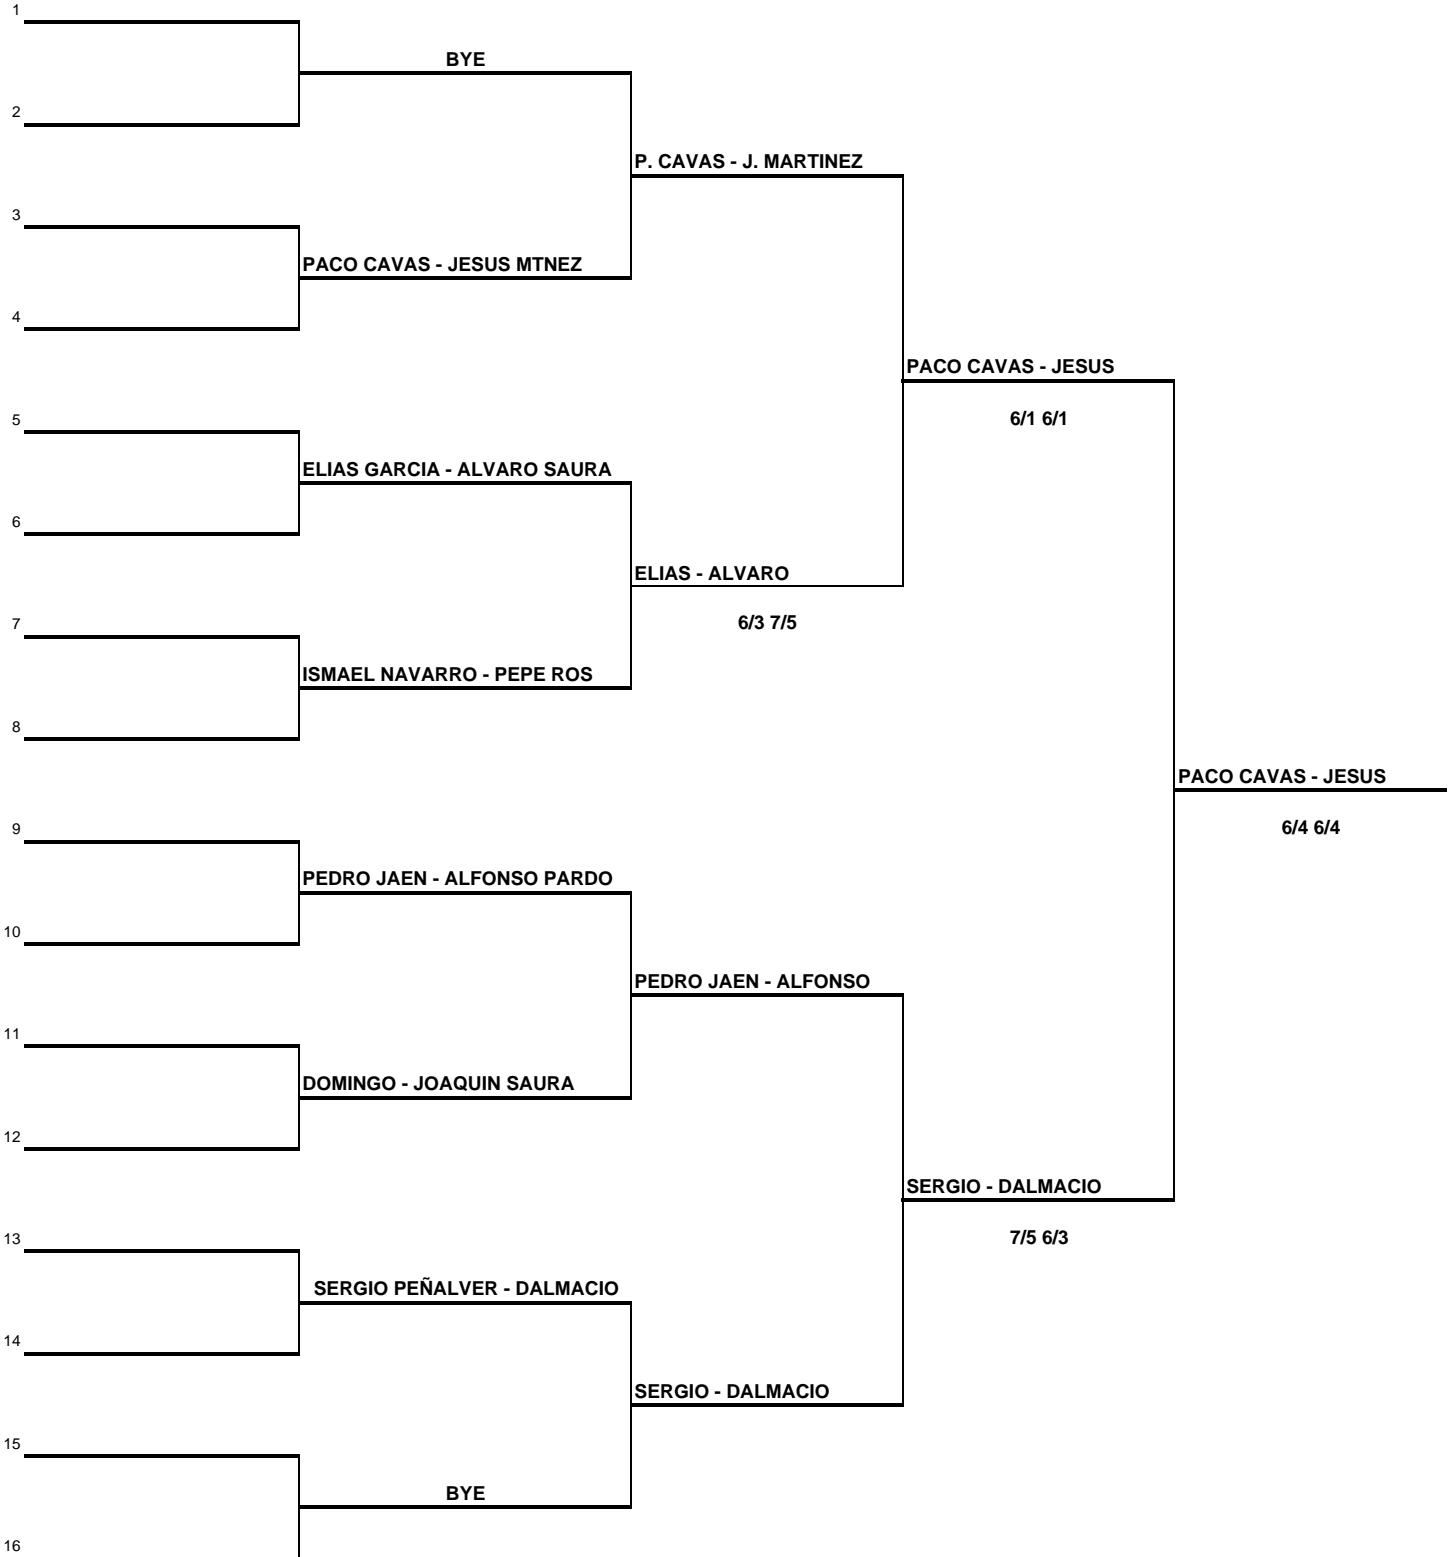 1
BYE
2
P. CAVAS - J. MARTINEZ
3
PACO CAVAS - JESUS MTNEZ
4
PACO CAVAS - JESUS
6/1 6/1
5
ELIAS GARCIA - ALVARO SAURA
6
ELIAS - ALVARO
6/3 7/5
7
ISMAEL NAVARRO - PEPE ROS
8
PACO CAVAS - JESUS
6/4 6/4
9
PEDRO JAEN - ALFONSO PARDO
10
PEDRO JAEN - ALFONSO
11
DOMINGO - JOAQUIN SAURA
12
SERGIO - DALMACIO
7/5 6/3
13
SERGIO PEÑALVER - DALMACIO
14
SERGIO - DALMACIO
15
BYE
16